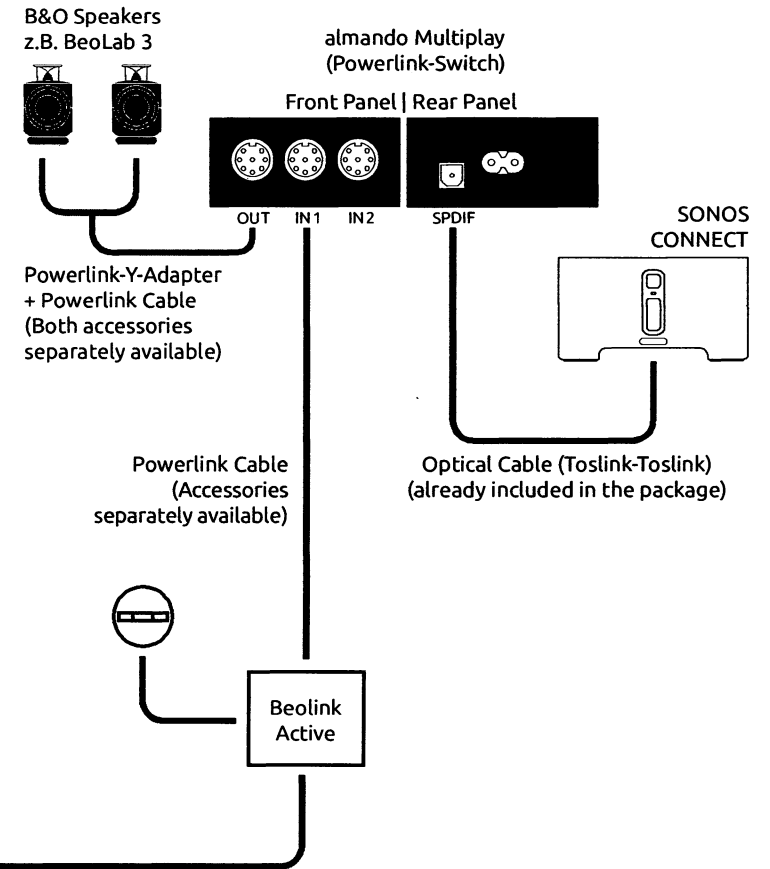 B&O Speakers
z.B. BeoLab 3
almando Multiplay
(Powerlink-Switch)
Front Panel | Rear Panel
OUT
IN 1
IN 2
SPDIF
SONOS
CONNECT
Powerlink-Y-Adapter
+ Powerlink Cable
(Both accessories
separately available)
Powerlink Cable
(Accessories
separately available)
Optical Cable (Toslink-Toslink)
(already included in the package)
Beolink
Active